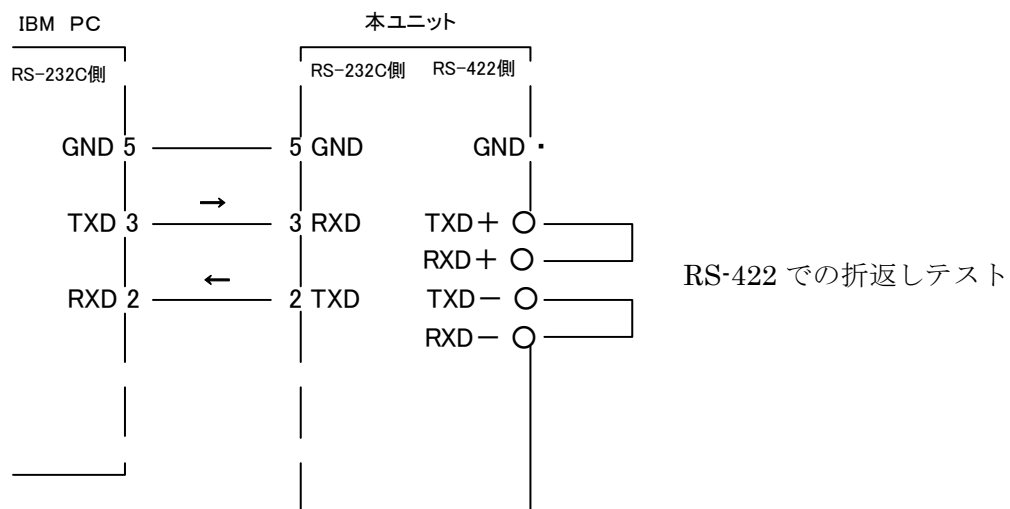 IBM PC
本ユニット
RS-232C側
RS-232C側 RS-422側
GND 5
5 GND
GND
→
TXD 3
3 RXD
TXD+
RXD+
←
RXD 2
2 TXD
TXD-
RXD-
RS-422 での折返しテスト